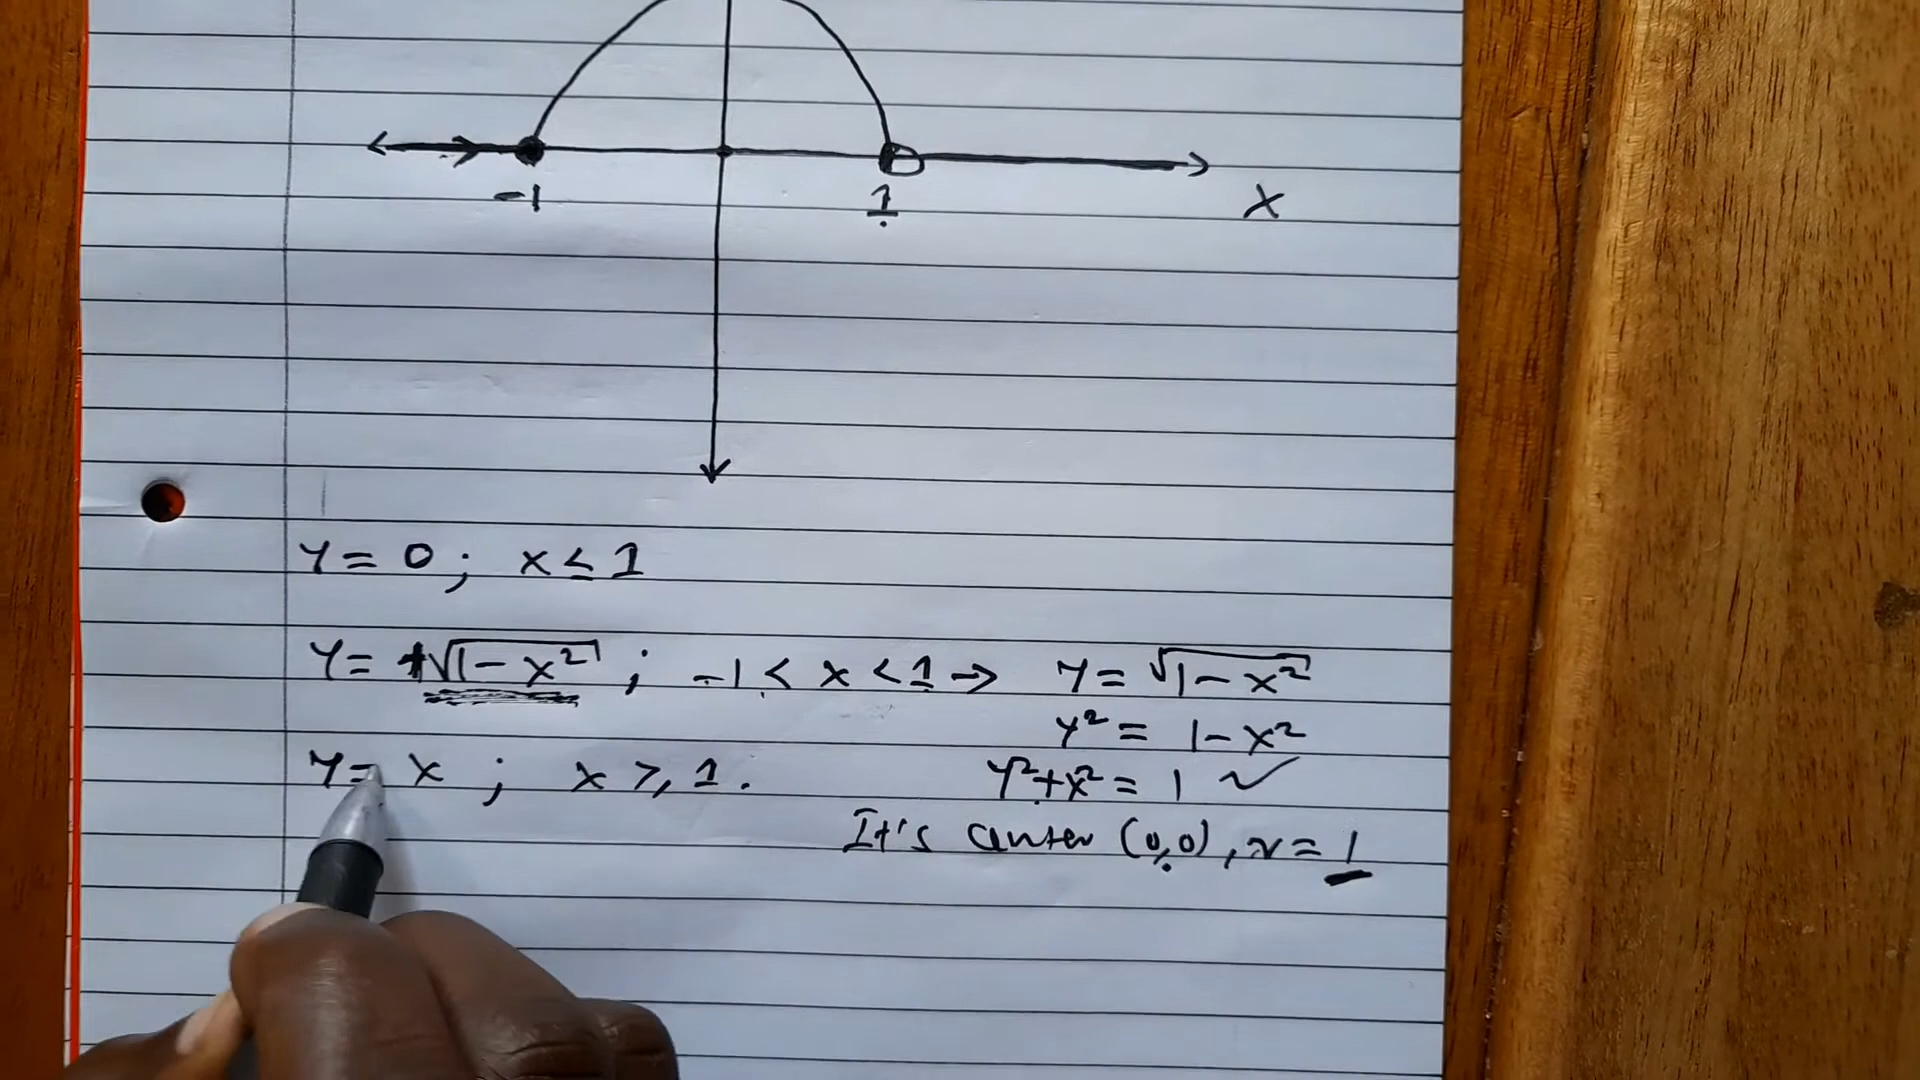 -1 1 x
y = 0 ; x ≤ 1
y = +√(1 - x²) ; -1 < x < 1 → y = √(1 - x²)
y² = 1 - x²
y = x ; x ≥ 1.
y² + x² = 1 ✓
It's center (0,0), r = 1